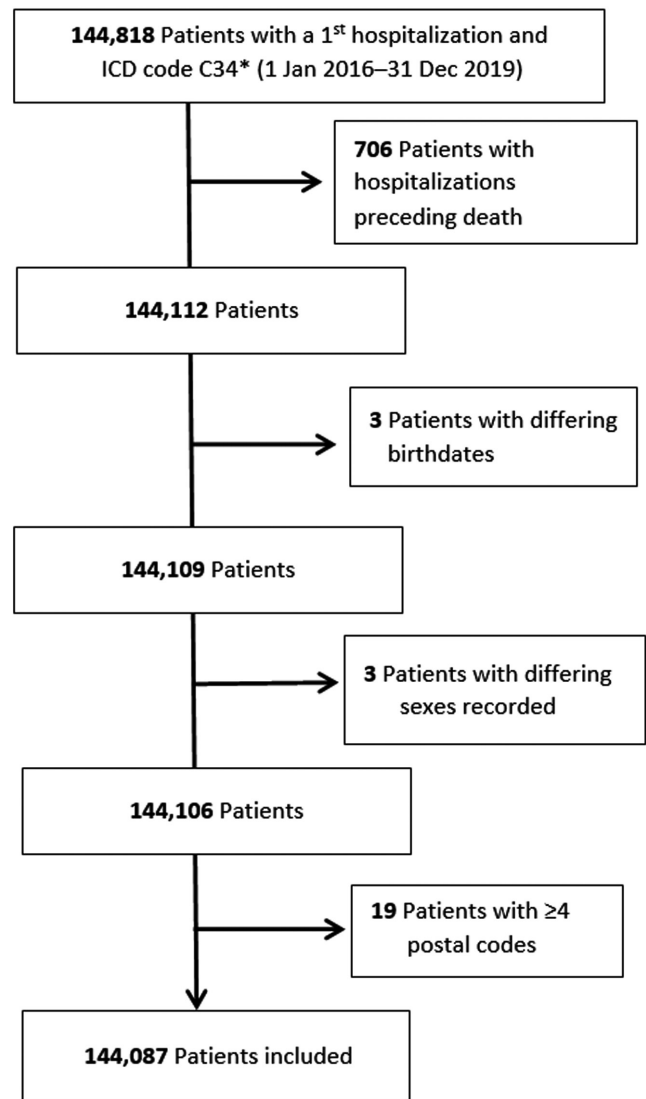 144,818 Patients with a 1st hospitalization and
ICD code C34* (1 Jan 2016–31 Dec 2019)
706 Patients with
hospitalizations
preceding death
144,112 Patients
3 Patients with differing
birthdates
144,109 Patients
3 Patients with differing
sexes recorded
144,106 Patients
19 Patients with ≥4
postal codes
144,087 Patients included